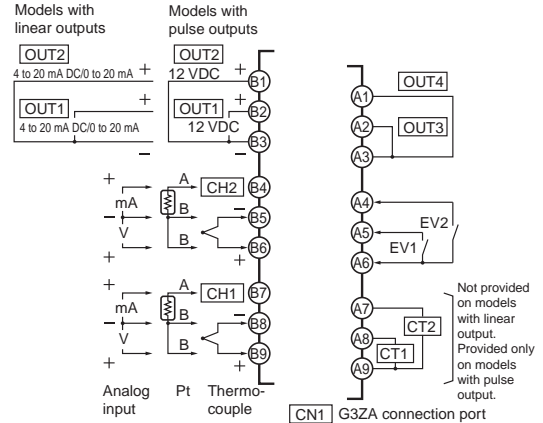 Models with linear outputs
Models with pulse outputs
OUT2
4 to 20 mA DC/0 to 20 mA
+
OUT2
12 VDC
+
B1
OUT1
4 to 20 mA DC/0 to 20 mA
+
OUT1
12 VDC
+
B2
−
−
B3
+
mA
−
V
+
A
B
B
CH2
−
+
B4
B5
B6
+
mA
−
V
+
A
B
B
CH1
−
+
B7
B8
B9
Analog input
Pt
Thermo-couple
A1
OUT4
A2
OUT3
A3
A4
A5
A6
EV1
EV2
A7
A8
A9
CT1
CT2
Not provided
on models
with linear
output.
Provided only
on models
with pulse
output.
CN1 G3ZA connection port